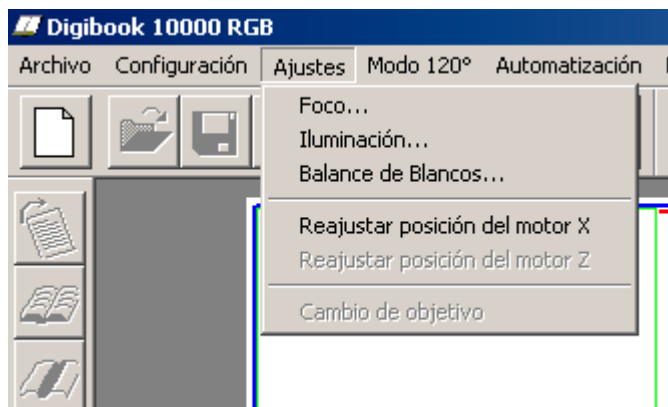 Digibook 10000 RGB
Archivo Configuración Ajustes Modo 120º Automatización
Foco...
Iluminación...
Balance de Blancos...
Reajustar posición del motor X
Reajustar posición del motor Z
Cambio de objetivo